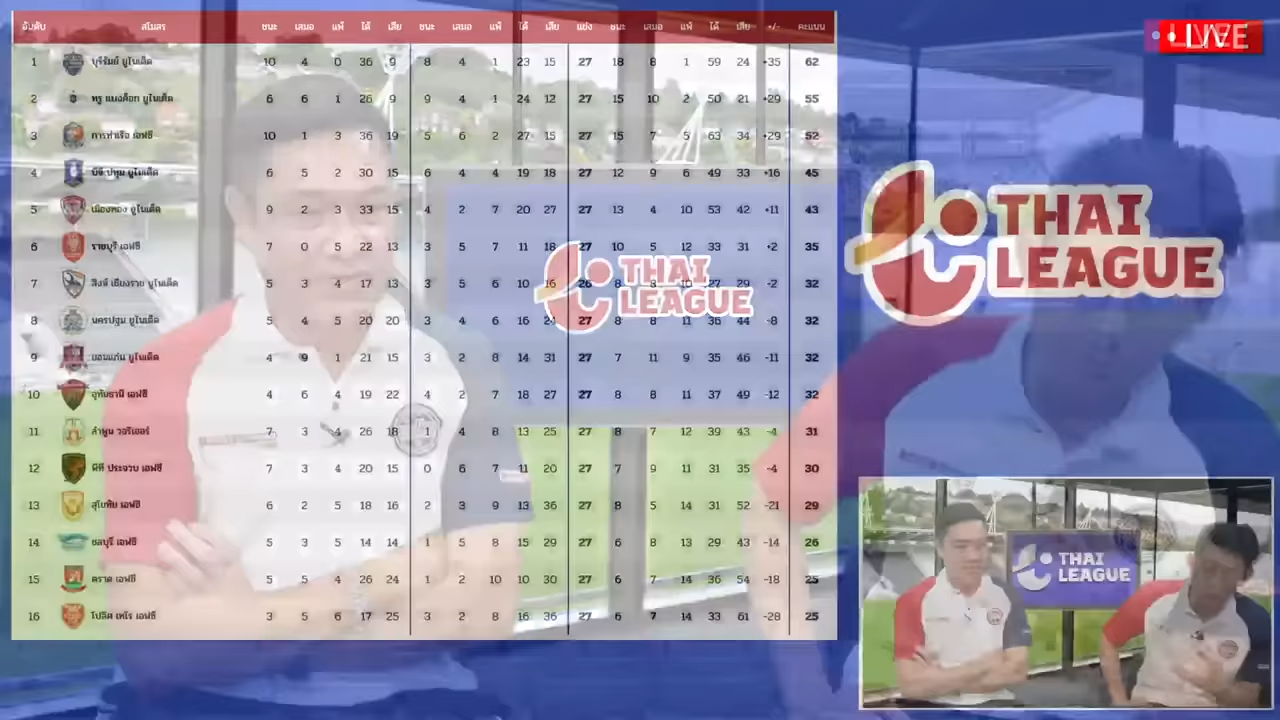 อันดับ สโมสร ชนะ เสมอ แพ้ ได้ เสีย ชนะ เสมอ แพ้ ได้ เสีย แข่ง ชนะ เสมอ แพ้ ได้ เสีย +/- คะแนน
LIVE
1 บุรีรัมย์ ยูไนเต็ด 10 4 0 36 9 8 4 1 23 15 27 18 8 1 59 24 +35 62
2 ทรู แบงค็อก ยูไนเต็ด 6 6 1 26 9 9 4 1 24 12 27 15 10 2 50 21 +29 55
3 การท่าเรือ เอฟซี 10 1 3 36 19 5 6 2 27 15 27 15 7 5 63 34 +29 52
4 บีจี ปทุม ยูไนเต็ด 6 5 2 30 15 6 4 4 19 18 27 12 9 6 49 33 +16 45
5 เมืองทอง ยูไนเต็ด 9 2 3 33 15 4 2 7 20 27 27 13 4 10 53 42 +11 43
6 ราชบุรี เอฟซี 7 0 5 22 13 3 5 7 11 18 27 10 5 12 33 31 +2 35
7 สิงห์ เชียงราย ยูไนเต็ด 5 3 4 17 13 3 5 6 10 16 26 8 8 10 27 29 -2 32
8 นครปฐม ยูไนเต็ด 5 4 5 20 20 3 4 6 16 24 27 8 8 11 36 44 -8 32
9 ขอนแก่น ยูไนเต็ด 4 9 1 21 15 3 2 8 14 31 27 7 11 9 35 46 -11 32
10 อุทัยธานี เอฟซี 4 6 4 19 22 4 2 7 18 27 27 8 8 11 37 49 -12 32
11 ลำพูน วอริเออร์ 7 3 4 26 18 1 4 8 13 25 27 8 7 12 39 43 -4 31
12 พีที ประจวบ เอฟซี 7 3 4 20 15 0 6 7 11 20 27 7 9 11 31 35 -4 30
13 สุโขทัย เอฟซี 6 2 5 18 16 2 3 9 13 36 27 8 5 14 31 52 -21 29
14 ชลบุรี เอฟซี 5 3 5 14 14 1 5 8 15 29 27 6 8 13 29 43 -14 26
15 ตราด เอฟซี 5 5 4 26 24 1 2 10 10 30 27 6 7 14 36 54 -18 25
16 โปลิศ เทโร เอฟซี 3 5 6 17 25 3 2 8 16 36 27 6 7 14 33 61 -28 25
THAI
LEAGUE
THAI
LEAGUE
THAI
LEAGUE